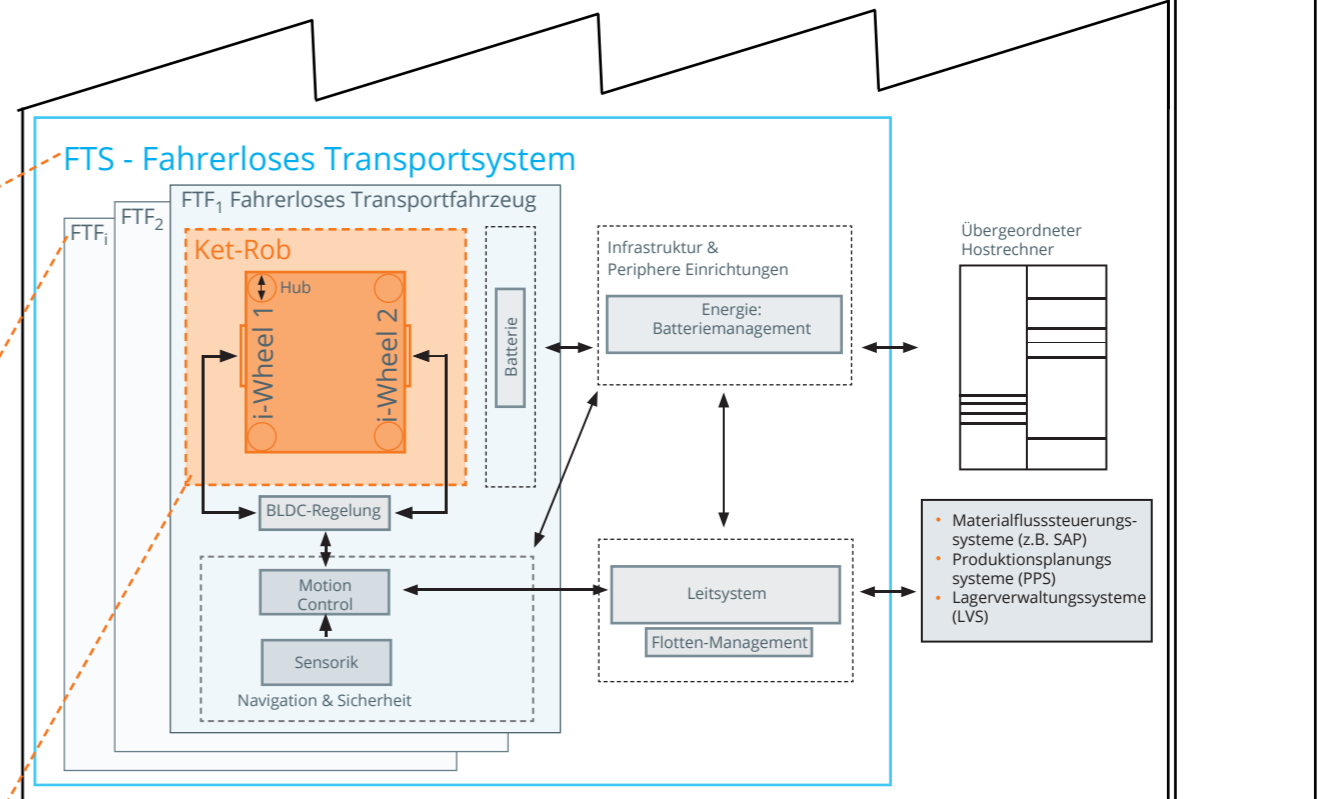 FTS - Fahrerloses Transportsystem
FTF1 Fahrerloses Transportfahrzeug
FTF2
FTFi
Ket-Rob
Hub
i-Wheel 1
i-Wheel 2
Batterie
BLDC-Regelung
Motion
Control
Sensorik
Navigation & Sicherheit
Infrastruktur &
Periphere Einrichtungen
Energie:
Batteriemanagement
Leitsystem
Flotten-Management
Übergeordneter
Hostrechner
• Materialflusssteuerungs-
systeme (z.B. SAP)
• Produktionsplanungs
systeme (PPS)
• Lagerverwaltungssysteme
(LVS)